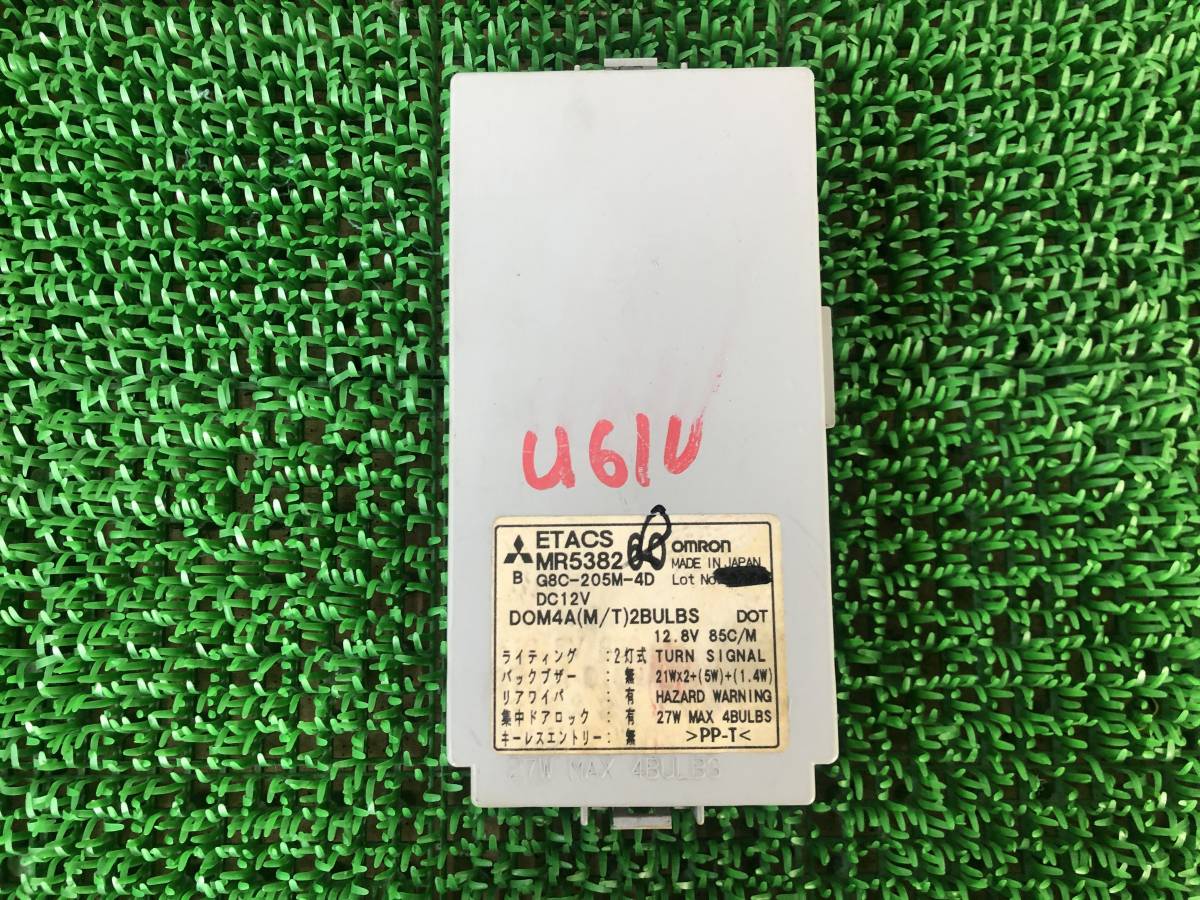 U61V
ETACS
MR5382 omron
MADE IN JAPAN
B G8C-205M-4D Lot No.
DC12V
DOM4A(M/T)2BULBS DOT
12.8V 85C/M
ライティング :2灯式 TURN SIGNAL
バックブザー : 無 21W×2+(5W)+(1.4W)
リアワイパ : 有 HAZARD WARNING
集中ドアロック : 有 27W MAX 4BULBS
キーレスエントリー: 無 >PP-T<
27W MAX 4BULBS